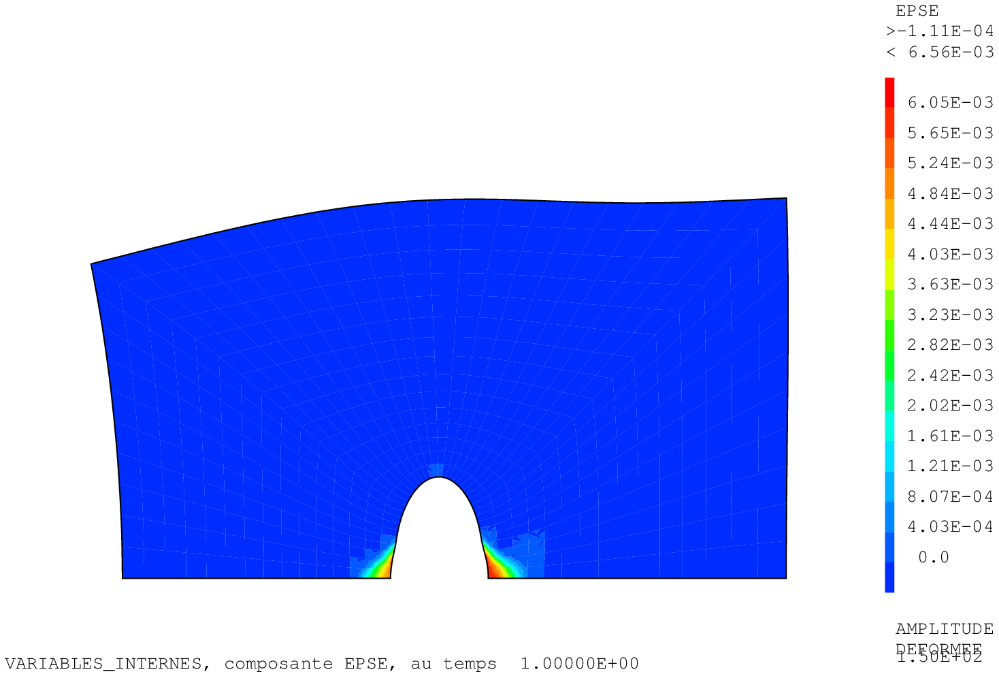 EPSE
>-1.11E-04
< 6.56E-03
6.05E-03
5.65E-03
5.24E-03
4.84E-03
4.44E-03
4.03E-03
3.63E-03
3.23E-03
2.82E-03
2.42E-03
2.02E-03
1.61E-03
1.21E-03
8.07E-04
4.03E-04
0.0
AMPLITUDE
DEFORMEE
1.50E+02
VARIABLES_INTERNES, composante EPSE, au temps 1.00000E+00